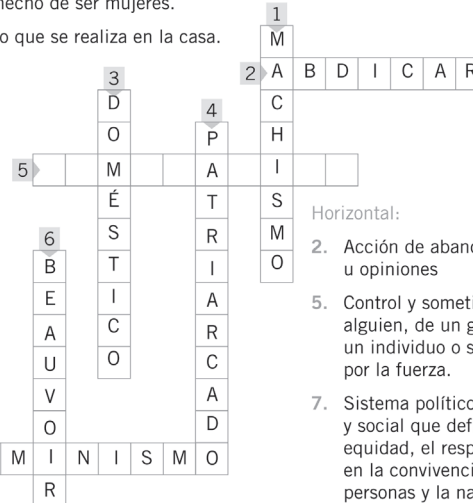 hecho de ser mujeres.
o que se realiza en la casa.
1
M
2 A B D I C A R
3
D
C
4
O
P
H
5
M
A
I
É
T
S
Horizontal:
6
S
R
M
2. Acción de aband
u opiniones
B
T
I
O
E
I
A
5. Control y someti
alguien, de un g
un individuo o s
por la fuerza.
A
C
R
U
O
C
V
A
7. Sistema político
y social que def
equidad, el resp
en la convivenci
personas y la na
O
D
M I N I S M O
R